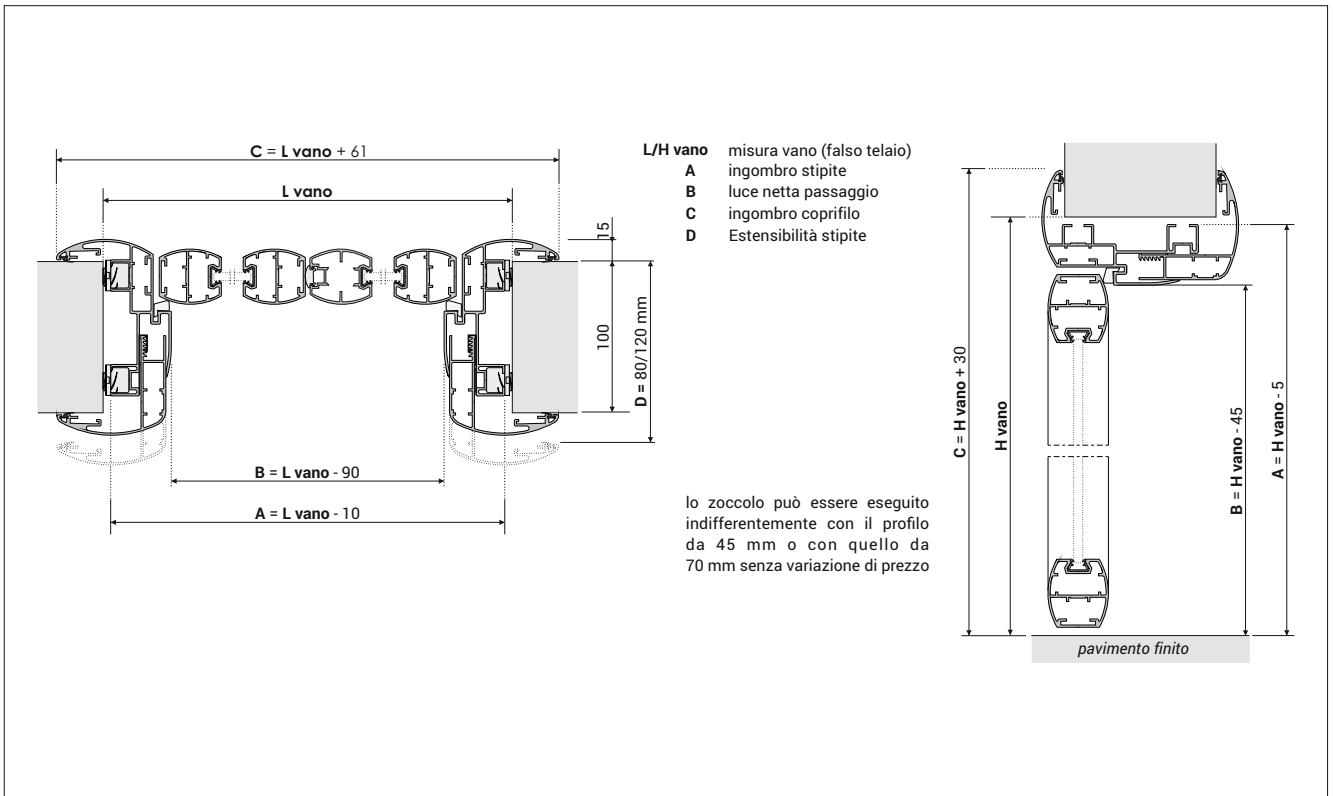 C = L vano + 61
L vano
15
100
D = 80/120 mm
B = L vano - 90
A = L vano - 10
L/H vano misura vano (falso telaio)
A ingombro stipite
B luce netta passaggio
C ingombro coprifilo
D Estensibilità stipite
lo zoccolo può essere eseguito
indifferentemente con il profilo
da 45 mm o con quello da
70 mm senza variazione di prezzo
C = H vano + 30
H vano
B = H vano - 45
A = H vano - 5
pavimento finito